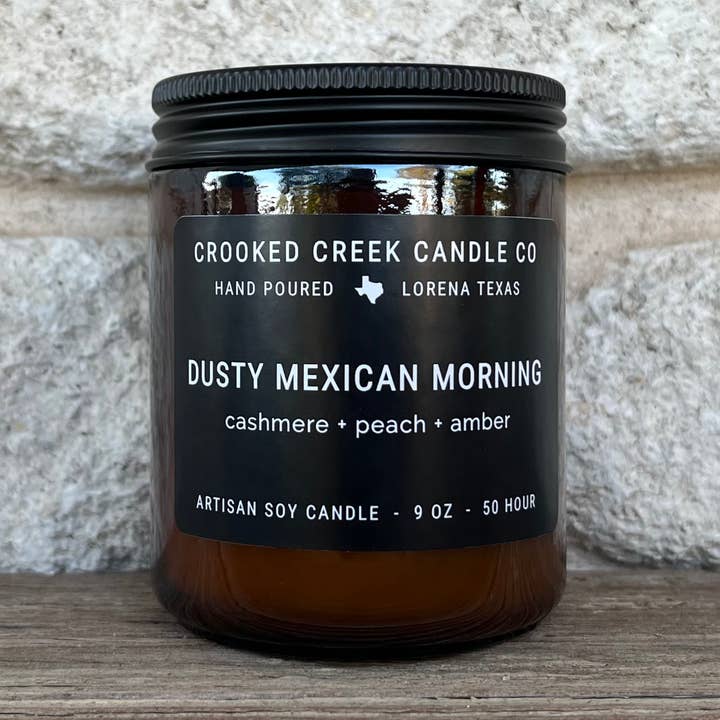 CROOKED CREEK CANDLE CO
HAND POURED LORENA TEXAS
DUSTY MEXICAN MORNING
cashmere + peach + amber
ARTISAN SOY CANDLE - 9 OZ - 50 HOUR